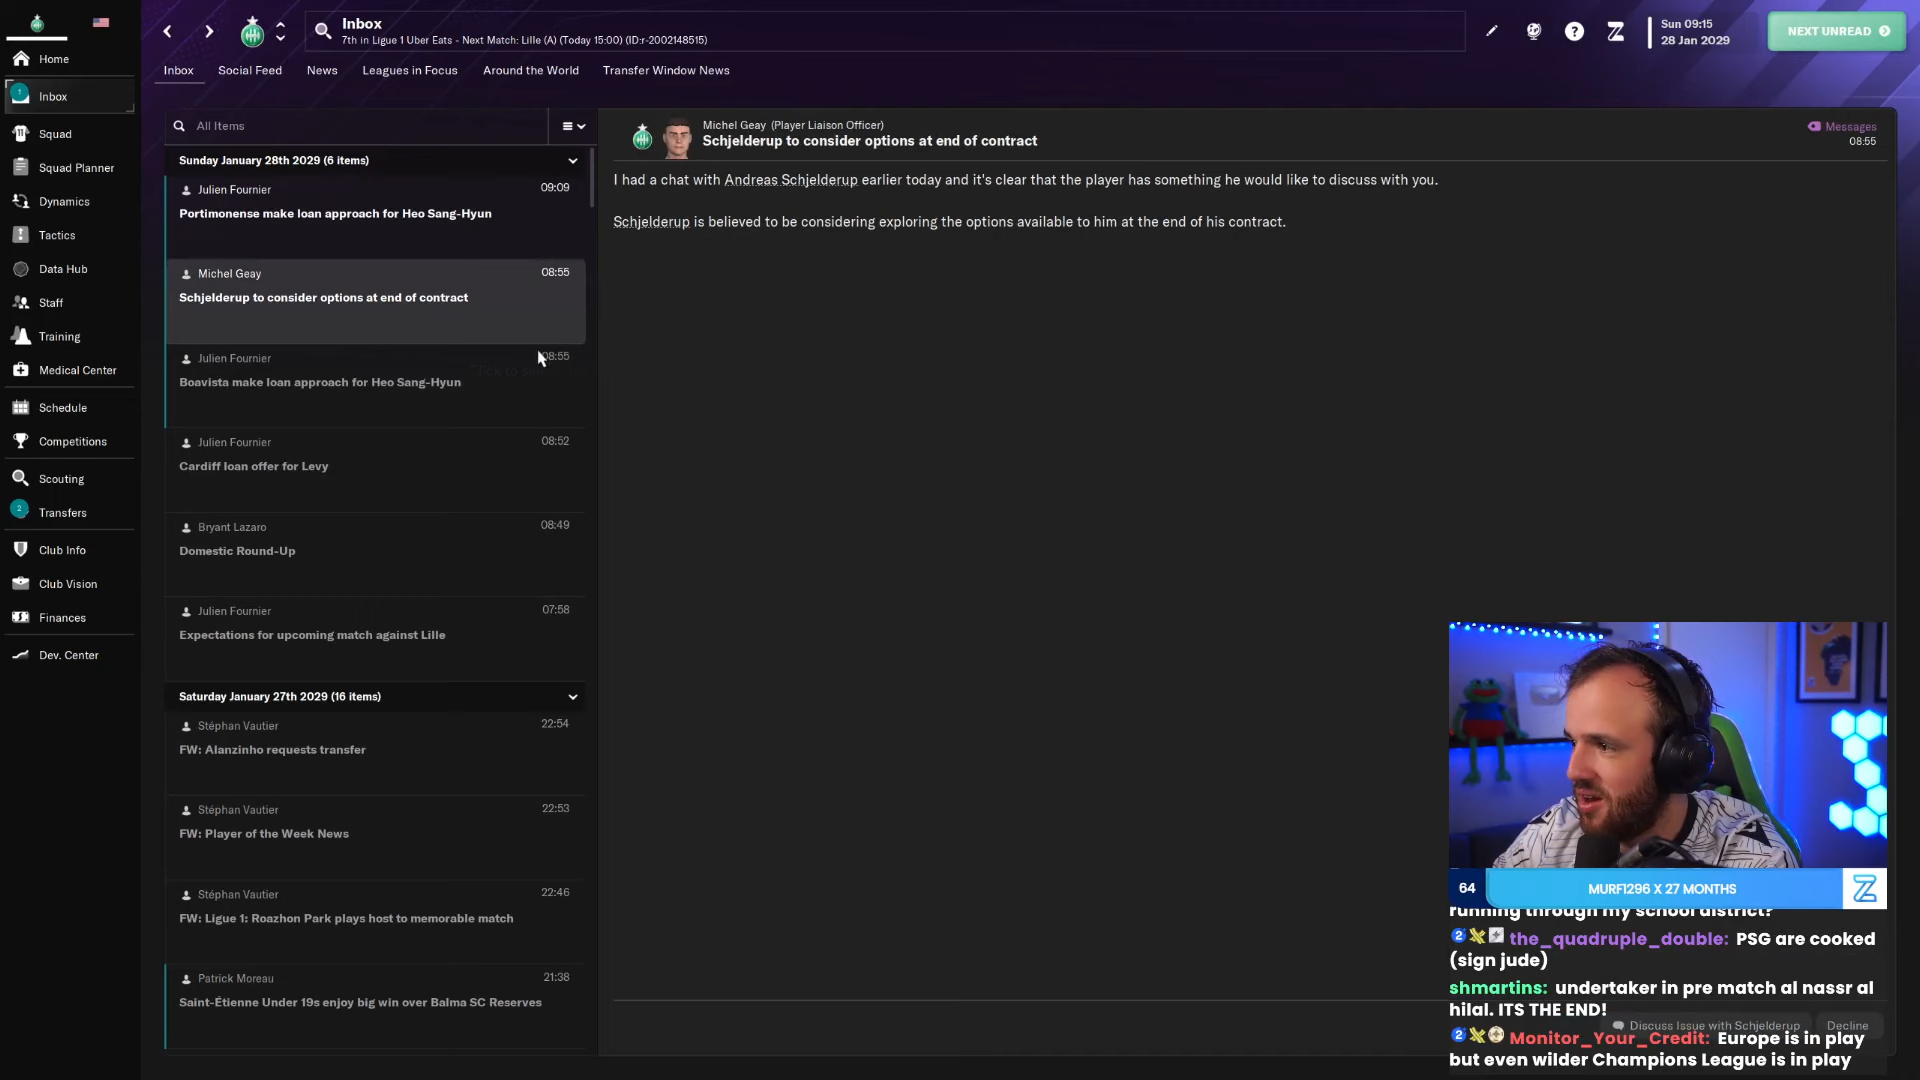 Inbox
7th in Ligue 1 Uber Eats - Next Match: Lille (A) (Today 15:00) (ID:r-2002148515)
Sun 09:15
28 Jan 2029
NEXT UNREAD
Inbox
Social Feed
News
Leagues in Focus
Around the World
Transfer Window News
Home
1
Inbox
Squad
Squad Planner
Dynamics
Tactics
Data Hub
Staff
Training
Medical Center
Schedule
Competitions
Scouting
2
Transfers
Club Info
Club Vision
Finances
Dev. Center
All Items
Sunday January 28th 2029 (6 items)
Julien Fournier 09:09
Portimonense make loan approach for Heo Sang-Hyun
Michel Geay 08:55
Schjelderup to consider options at end of contract
Julien Fournier 08:55
Boavista make loan approach for Heo Sang-Hyun
Julien Fournier 08:52
Cardiff loan offer for Levy
Bryant Lazaro 08:49
Domestic Round-Up
Julien Fournier 07:58
Expectations for upcoming match against Lille
Saturday January 27th 2029 (16 items)
Stéphan Vautier 22:54
FW: Alanzinho requests transfer
Stéphan Vautier 22:53
FW: Player of the Week News
Stéphan Vautier 22:46
FW: Ligue 1: Roazhon Park plays host to memorable match
Patrick Moreau 21:38
Saint-Étienne Under 19s enjoy big win over Balma SC Reserves
Michel Geay (Player Liaison Officer)
Schjelderup to consider options at end of contract
Messages
08:55
I had a chat with Andreas Schjelderup earlier today and it's clear that the player has something he would like to discuss with you.
Schjelderup is believed to be considering exploring the options available to him at the end of his contract.
64 MURF1296 X 27 MONTHS
running through my school district?
the_quadruple_double: PSG are cooked
(sign jude)
shmartins: undertaker in pre match al nassr al
hilal. ITS THE END!
Discuss Issue with Schjelderup
Decline
Monitor_Your_Credit: Europe is in play
but even wilder Champions League is in play